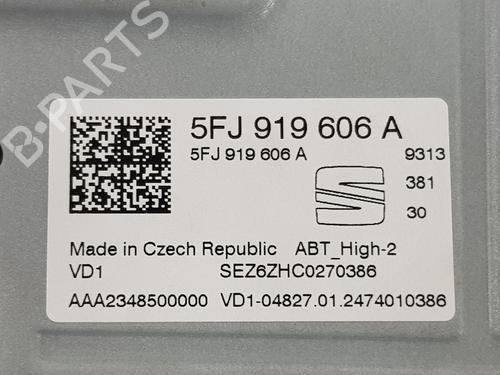 B-PARTS
5FJ 919 606 A
5FJ 919 606 A 9313
381
30
Made in Czech Republic ABT_High-2
VD1 SEZ6ZHC0270386
AAA2348500000 VD1-04827.01.2474010386